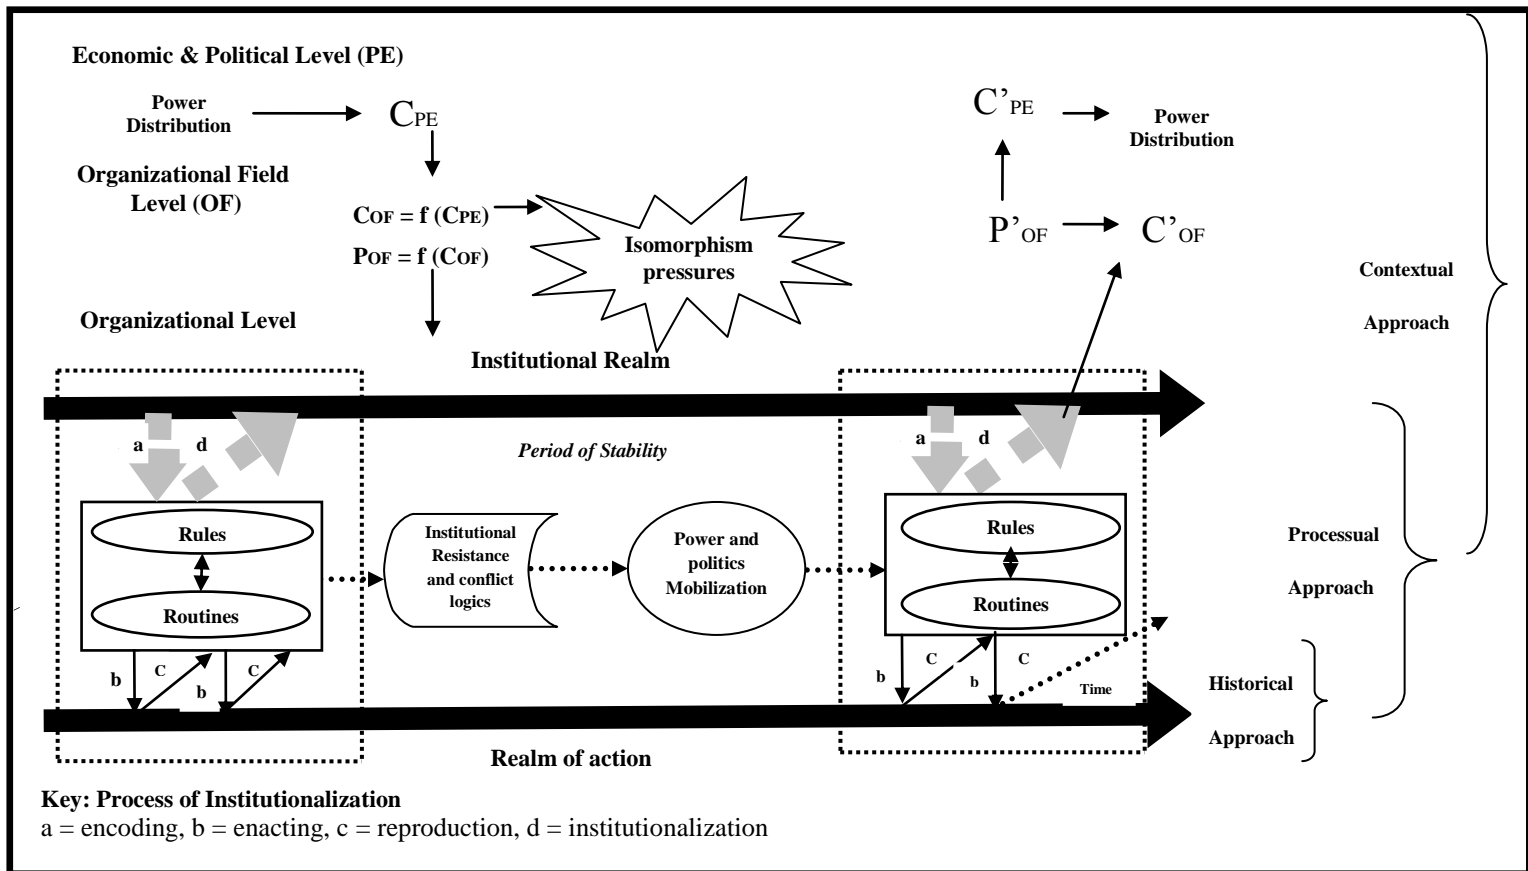 Economic & Political Level (PE)
Power
Distribution
CPE
C’PE
Power
Distribution
Organizational Field
Level (OF)
COF = f (CPE)
POF = f (COF)
Isomorphism
pressures
P’OF
C’OF
Contextual
Approach
Organizational Level
Institutional Realm
a
d
Period of Stability
a
d
Rules
Routines
Institutional
Resistance
and conflict
logics
Power and
politics
Mobilization
Rules
Routines
Processual
Approach
b
C
b
C
b
C
b
C
Time
Historical
Approach
Realm of action
Key: Process of Institutionalization
a = encoding, b = enacting, c = reproduction, d = institutionalization